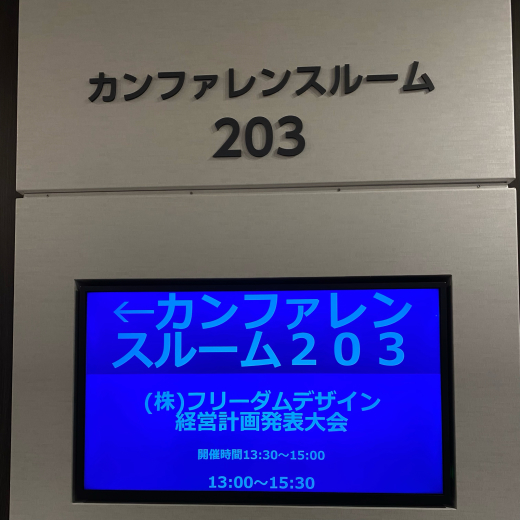 カンファレンスルーム
203
←カンファレン
スルーム２０３
(株)フリーダムデザイン
経営計画発表大会
開催時間13:30～15:00
13:00～15:30